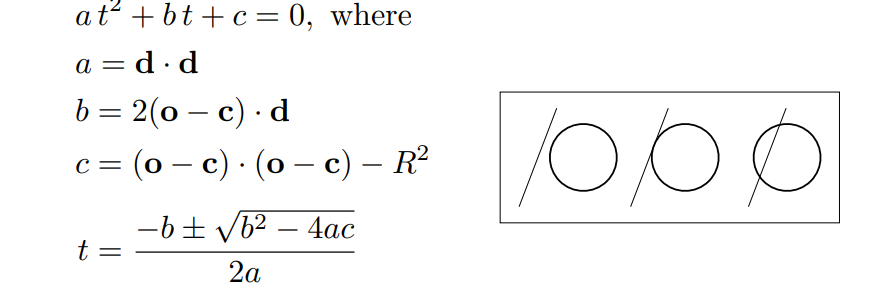 a t² + b t + c = 0, where
a = d · d
b = 2(o − c) · d
c = (o − c) · (o − c) − R²
t = (−b ± √(b² − 4ac)) / 2a